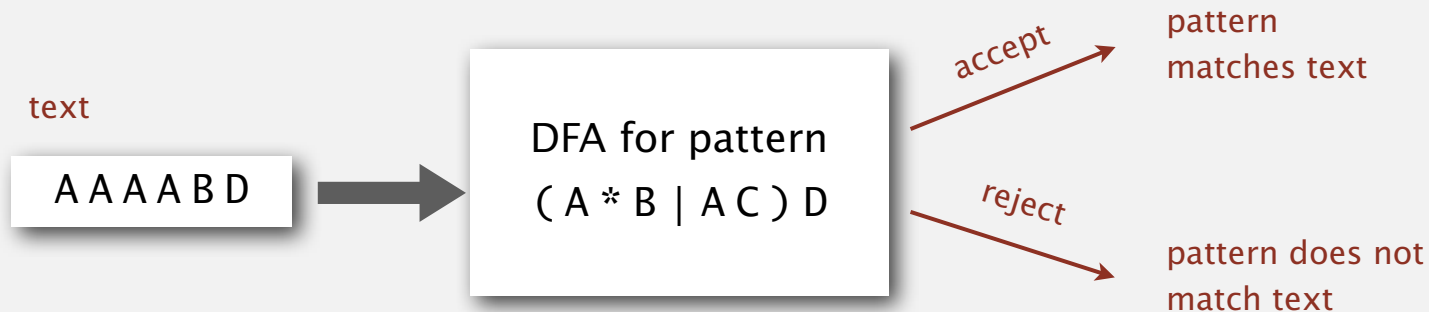 text
A A A A B D
DFA for pattern
( A * B | A C ) D
accept
pattern
matches text
reject
pattern does not
match text